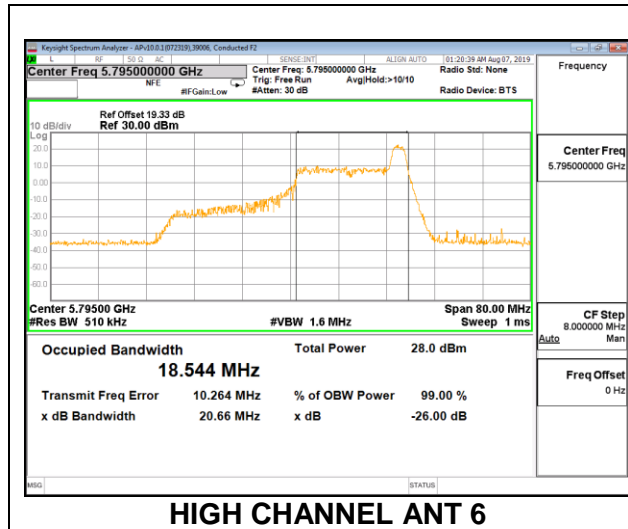 Keysight Spectrum Analyzer - APv10.0.1(072319),39006, Conducted F2
L RF 50 Ω AC SENSE:INT ALIGN AUTO 01:20:39 AM Aug 07, 2019
Center Freq 5.795000000 GHz
NFE
#IFGain:Low
Center Freq: 5.795000000 GHz
Trig: Free Run Avg|Hold:>10/10
#Atten: 30 dB
Radio Std: None
Radio Device: BTS
Frequency
Ref Offset 19.33 dB
10 dB/div Ref 30.00 dBm
Log
20.0
10.0
0.00
-10.0
-20.0
-30.0
-40.0
-50.0
-60.0
Center Freq
5.795000000 GHz
Center 5.79500 GHz Span 80.00 MHz
#Res BW 510 kHz #VBW 1.6 MHz Sweep 1 ms
CF Step
8.000000 MHz
Auto Man
Occupied Bandwidth Total Power 28.0 dBm
18.544 MHz
Transmit Freq Error 10.264 MHz % of OBW Power 99.00 %
x dB Bandwidth 20.66 MHz x dB -26.00 dB
Freq Offset
0 Hz
MSG STATUS
HIGH CHANNEL ANT 6